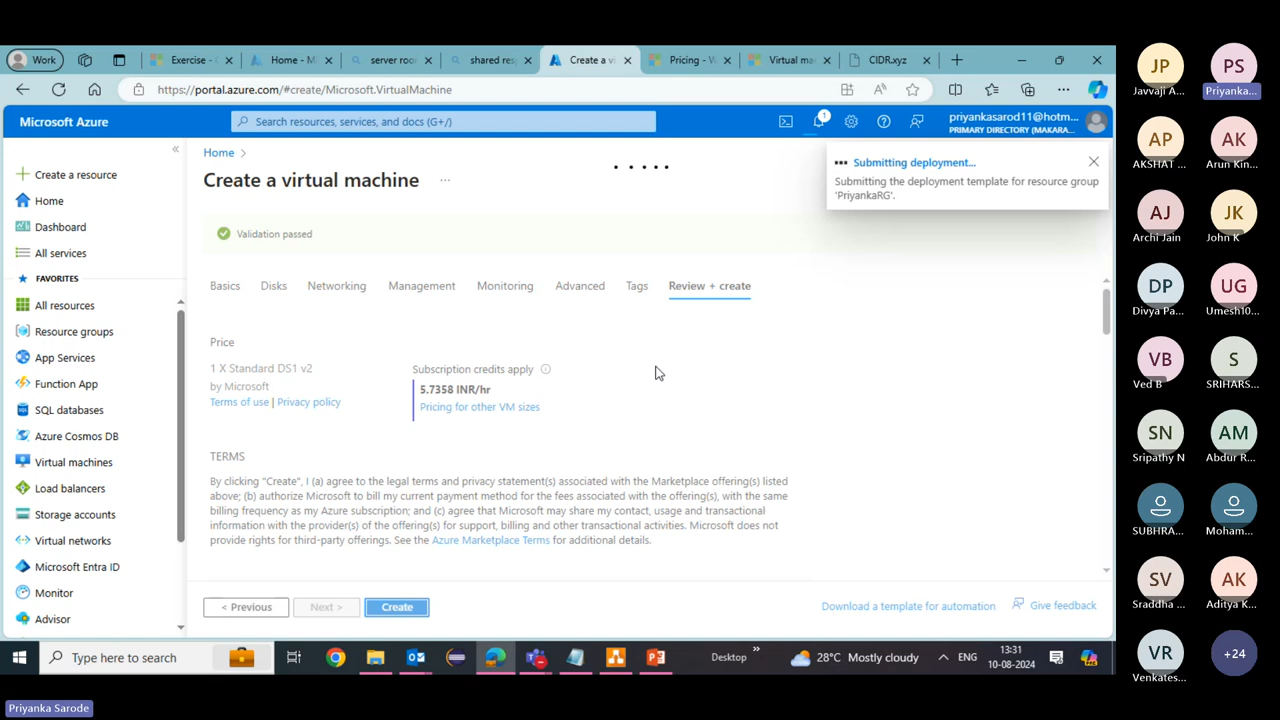 Work
Exercise -
Home - M
server roo
shared res
Create a vi
Pricing - V
Virtual ma
CIDR.xyz
https://portal.azure.com/#create/Microsoft.VirtualMachine
Microsoft Azure
Search resources, services, and docs (G+/)
1
priyankasarod11@hotm...
PRIMARY DIRECTORY (MAKARA...
Create a resource
Home
Dashboard
All services
FAVORITES
All resources
Resource groups
App Services
Function App
SQL databases
Azure Cosmos DB
Virtual machines
Load balancers
Storage accounts
Virtual networks
Microsoft Entra ID
Monitor
Advisor
Home >
Create a virtual machine ...
Submitting deployment...
Submitting the deployment template for resource group
'PriyankaRG'.
Validation passed
Basics Disks Networking Management Monitoring Advanced Tags Review + create
Price
1 X Standard DS1 v2
by Microsoft
Terms of use | Privacy policy
Subscription credits apply
5.7358 INR/hr
Pricing for other VM sizes
TERMS
By clicking "Create", I (a) agree to the legal terms and privacy statement(s) associated with the Marketplace offering(s) listed
above; (b) authorize Microsoft to bill my current payment method for the fees associated with the offering(s), with the same
billing frequency as my Azure subscription; and (c) agree that Microsoft may share my contact, usage and transactional
information with the provider(s) of the offering(s) for support, billing and other transactional activities. Microsoft does not
provide rights for third-party offerings. See the Azure Marketplace Terms for additional details.
< Previous
Next >
Create
Download a template for automation
Give feedback
Type here to search
Desktop
28°C Mostly cloudy
ENG
13:31
10-08-2024
Priyanka Sarode
JP
Javvaji A...
PS
Priyanka...
AP
AKSHAT ...
AK
Arun Kin...
AJ
Archi Jain
JK
John K
DP
Divya Pa...
UG
Umesh10...
VB
Ved B
S
SRIHARS...
SN
Sripathy N
AM
Abdur R...
SUBHRA...
Moham...
SV
Sraddha ...
AK
Aditya K...
VR
Venkates...
+24